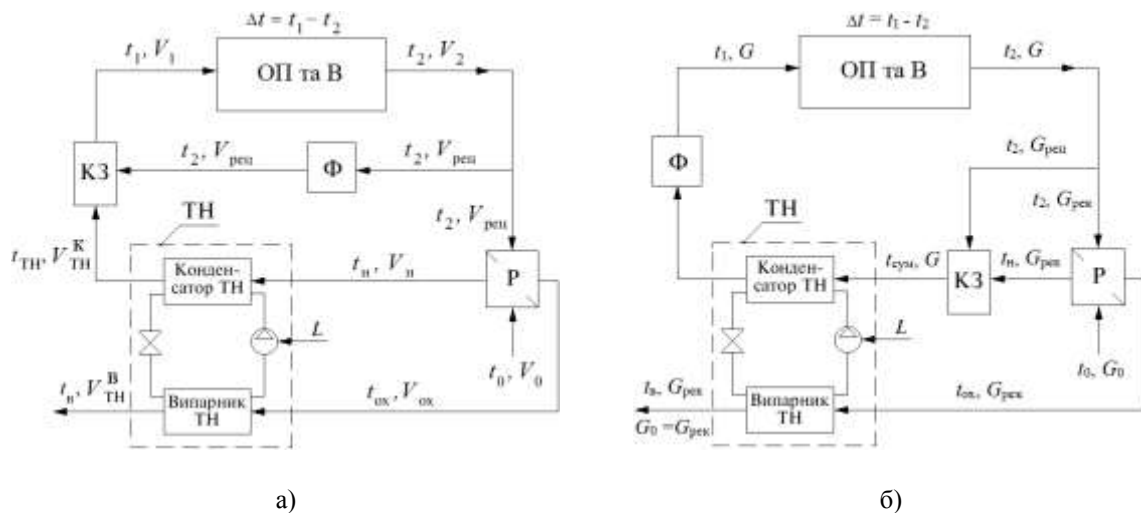 Δt = t₁ − t₂
t₁, V₁
ОП та В
t₂, V₂
КЗ
t₂, Vрец
Ф
t₂, Vрец
ТН
t₂, Vрец
tТН, VТН К
Конден-
сатор ТН
tн, Vн
Р
L
t₀, V₀
tв, VТН В
Випарник
ТН
tох, Vох
а)
Δt = t₁ - t₂
t₁, G
ОП та В
t₂, G
Ф
t₂, Gрец
ТН
t₂, Gрек
Конден-
сатор ТН
tсум, G
КЗ
tн, Gрек
Р
L
t₀, G₀
tв, Gрек
G₀ =Gрек
Випарник
ТН
tох, Gрек
б)